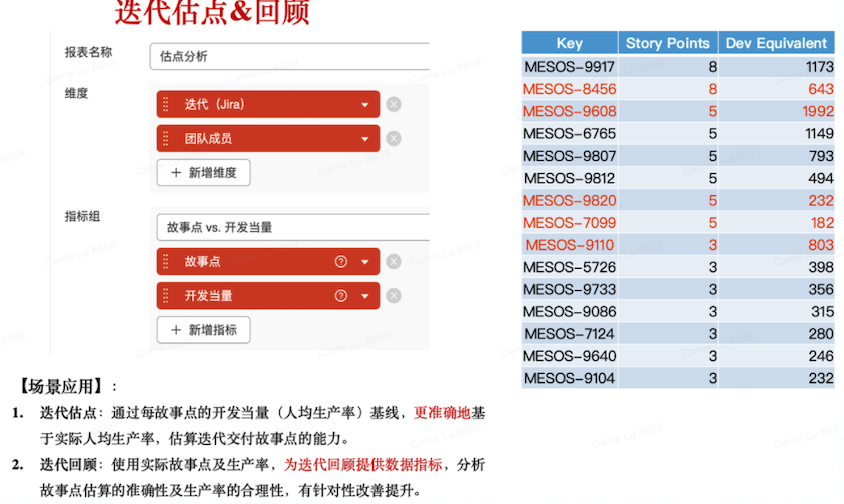 迭代估点&回顾
报表名称
估点分析
维度
迭代（Jira）
团队成员
＋ 新增维度
指标组
故事点 vs. 开发当量
故事点
开发当量
＋ 新增指标
【场景应用】：
1. 迭代估点：通过每故事点的开发当量（人均生产率）基线，更准确地基
于实际人均生产率，估算迭代交付故事点的能力。
2. 迭代回顾：使用实际故事点及生产率，为迭代回顾提供数据指标，分析
故事点估算的准确性及生产率的合理性，有针对性改善提升。
Key Story Points Dev Equivalent
MESOS-9917 8 1173
MESOS-8456 8 643
MESOS-9608 5 1992
MESOS-6765 5 1149
MESOS-9807 5 793
MESOS-9812 5 494
MESOS-9820 5 232
MESOS-7099 5 182
MESOS-9110 3 803
MESOS-5726 3 398
MESOS-9733 3 356
MESOS-9086 3 315
MESOS-7124 3 280
MESOS-9640 3 246
MESOS-9104 3 232